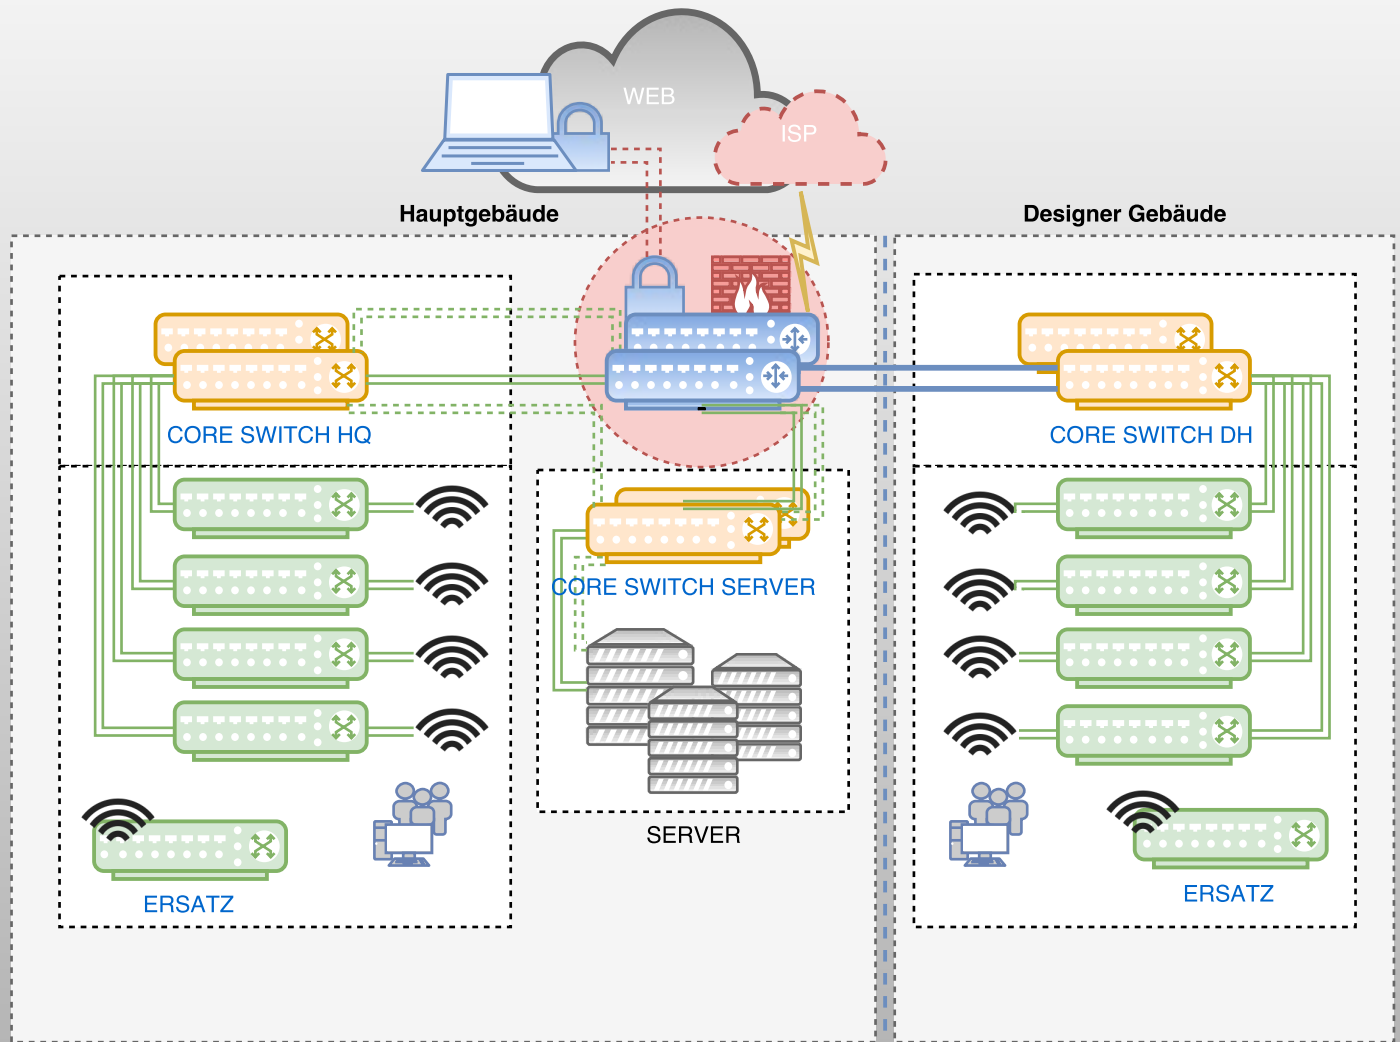 WEB
ISP
Hauptgebäude
Designer Gebäude
CORE SWITCH HQ
CORE SWITCH DH
CORE SWITCH SERVER
SERVER
ERSATZ
ERSATZ